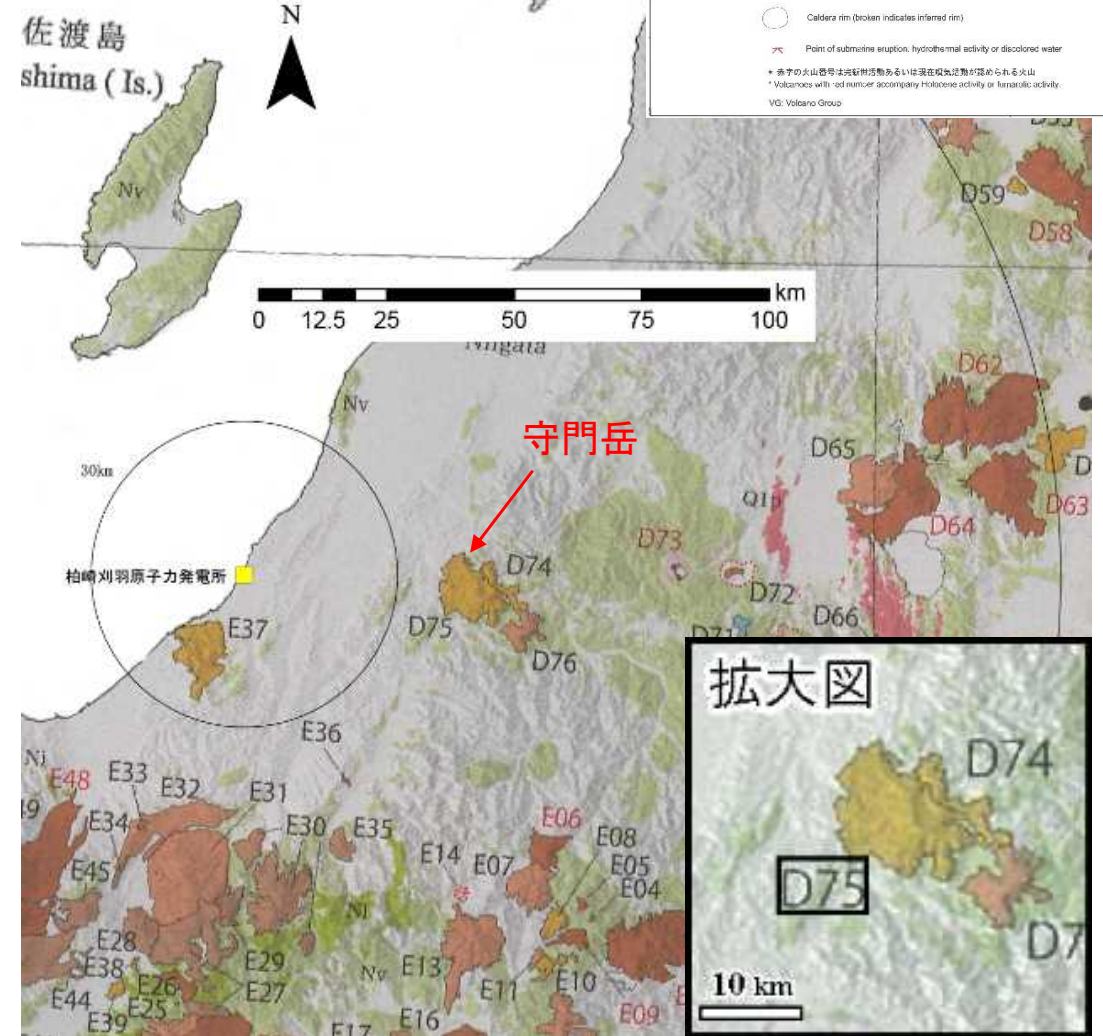 佐渡島
shima ( Is.)
N
Caldera rim (broken indicates inferred rim)
Point of submarine eruption, hydrothermal activity or discolored water
* 赤字の火山番号は完新世活動あるいは現在噴気活動が認められる火山
* Volcanoes with red number accompany Holocene activity or fumarolic activity.
VG: Volcano Group
Nv
D59
D58
km
0 12.5 25 50 75 100
Niigata
D62
Nv
守門岳
D65
30km
Q1p
D63
D64
D73
柏崎刈羽原子力発電所
D74
D72
D66
E37
D75
D71
D76
拡大図
D74
D75
D7
10 km
E36
Nj
E48
E33
E32
E31
E34
E30
E35
E06
E08
E14
E07
E05
E04
E45
Nj
E28
E38
E29
Nv
E13
E10
E44
E26
E27
E11
E25
E39
E17
E16
E09